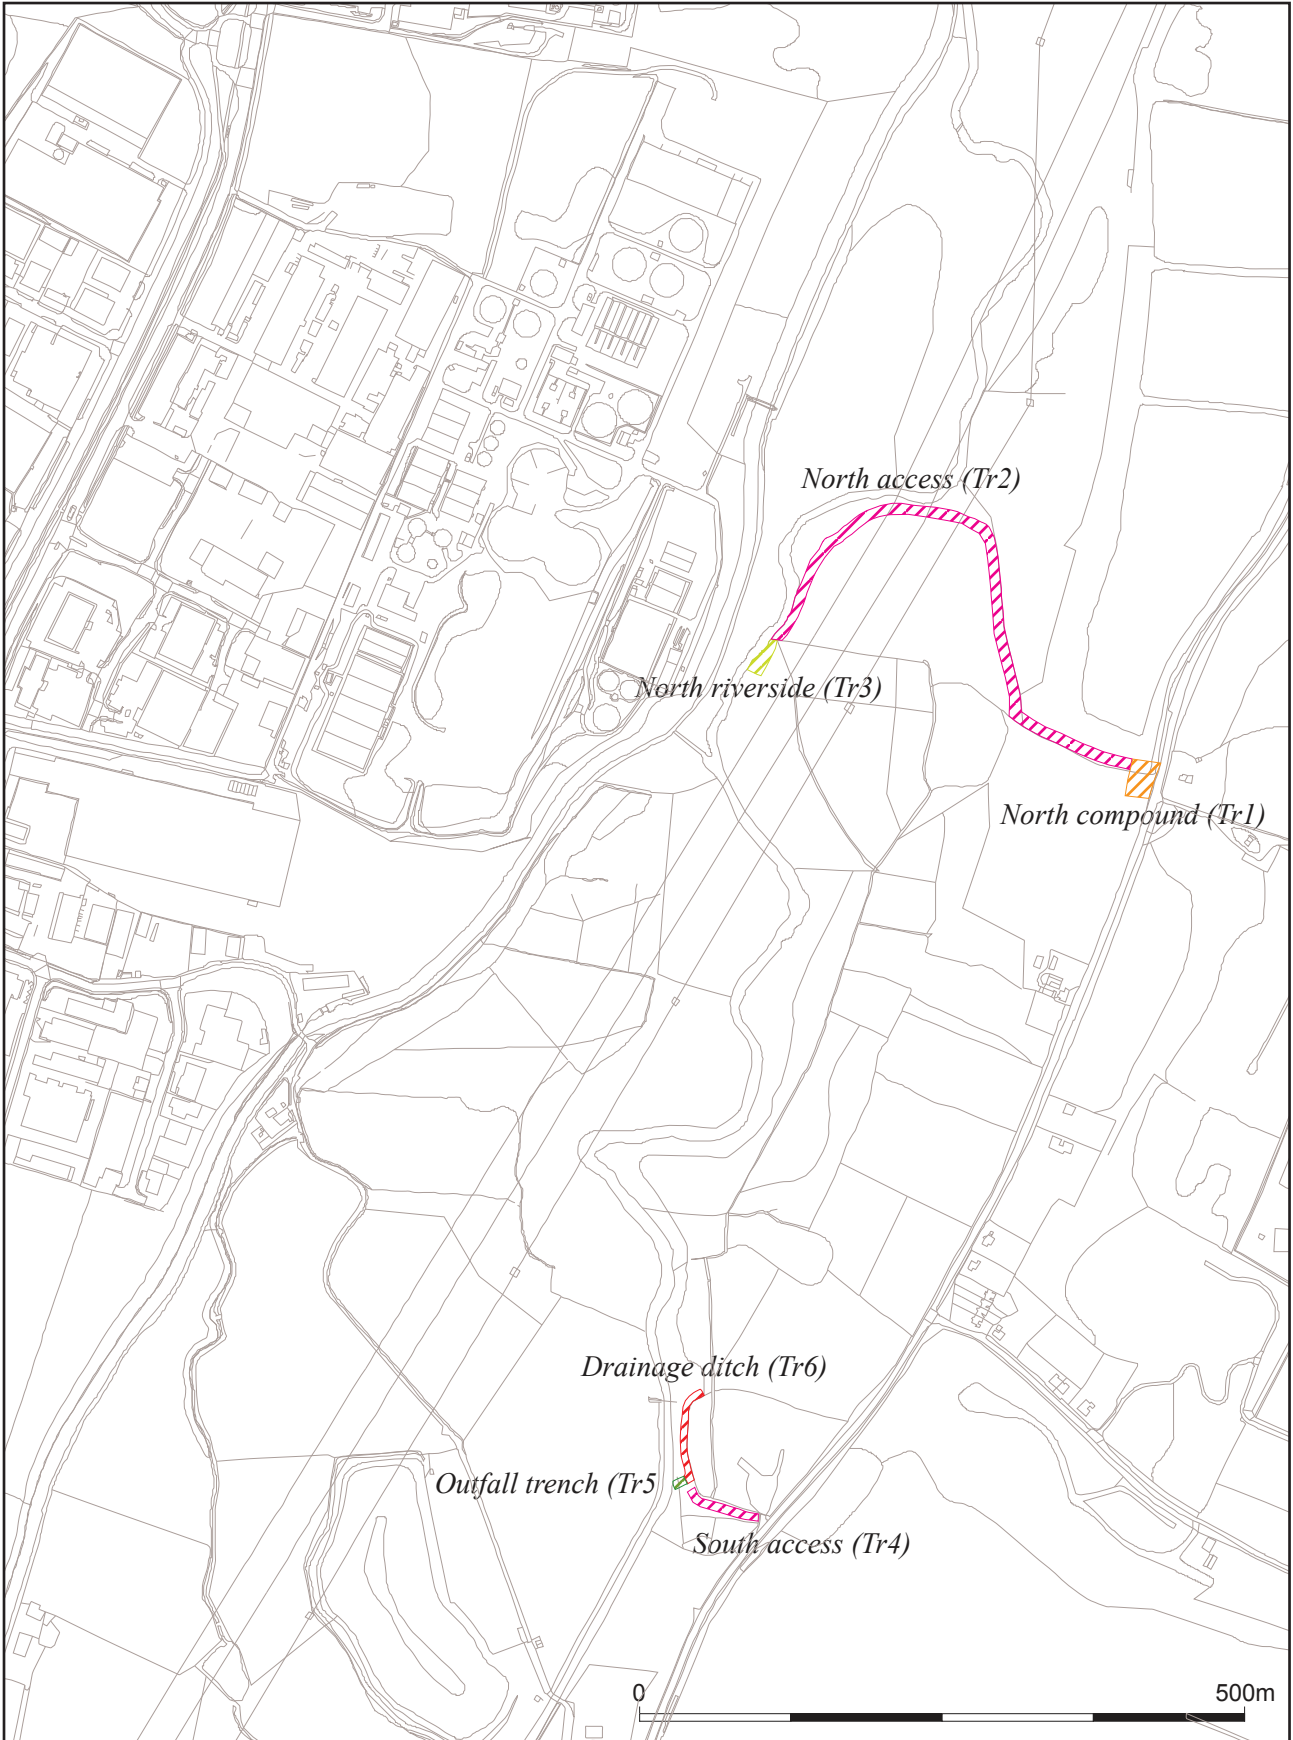 North access (Tr2)
North riverside (Tr3)
North compound (Tr1)
Drainage ditch (Tr6)
Outfall trench (Tr5
South access (Tr4)
0 500m